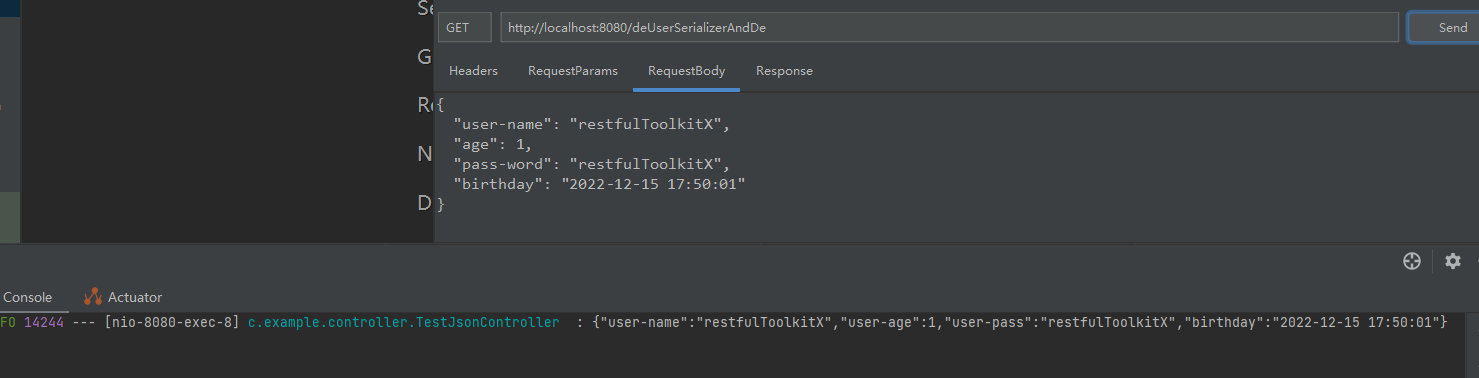 Se
GET http://localhost:8080/deUserSerializerAndDe Send
G
Headers RequestParams RequestBody Response
Re
{
"user-name": "restfulToolkitX",
"age": 1,
N
"pass-word": "restfulToolkitX",
"birthday": "2022-12-15 17:50:01"
D
}
Console Actuator
FO 14244 --- [nio-8080-exec-8] c.example.controller.TestJsonController : {"user-name":"restfulToolkitX","user-age":1,"user-pass":"restfulToolkitX","birthday":"2022-12-15 17:50:01"}